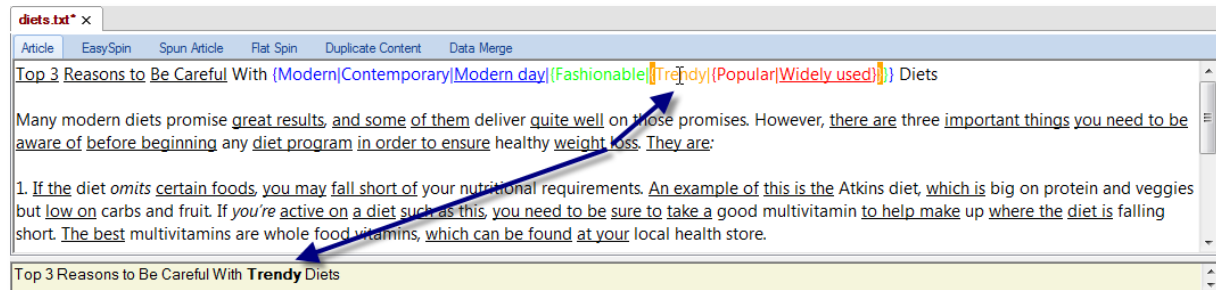 diets.txt* ×
Article EasySpin Spun Article Flat Spin Duplicate Content Data Merge
Top 3 Reasons to Be Careful With {Modern|Contemporary|Modern day|{Fashionable|{Trendy|{Popular|Widely used}}}} Diets
Many modern diets promise great results, and some of them deliver quite well on those promises. However, there are three important things you need to be
aware of before beginning any diet program in order to ensure healthy weight loss. They are:
1. If the diet omits certain foods, you may fall short of your nutritional requirements. An example of this is the Atkins diet, which is big on protein and veggies
but low on carbs and fruit. If you're active on a diet such as this, you need to be sure to take a good multivitamin to help make up where the diet is falling
short. The best multivitamins are whole food vitamins, which can be found at your local health store.
Top 3 Reasons to Be Careful With Trendy Diets